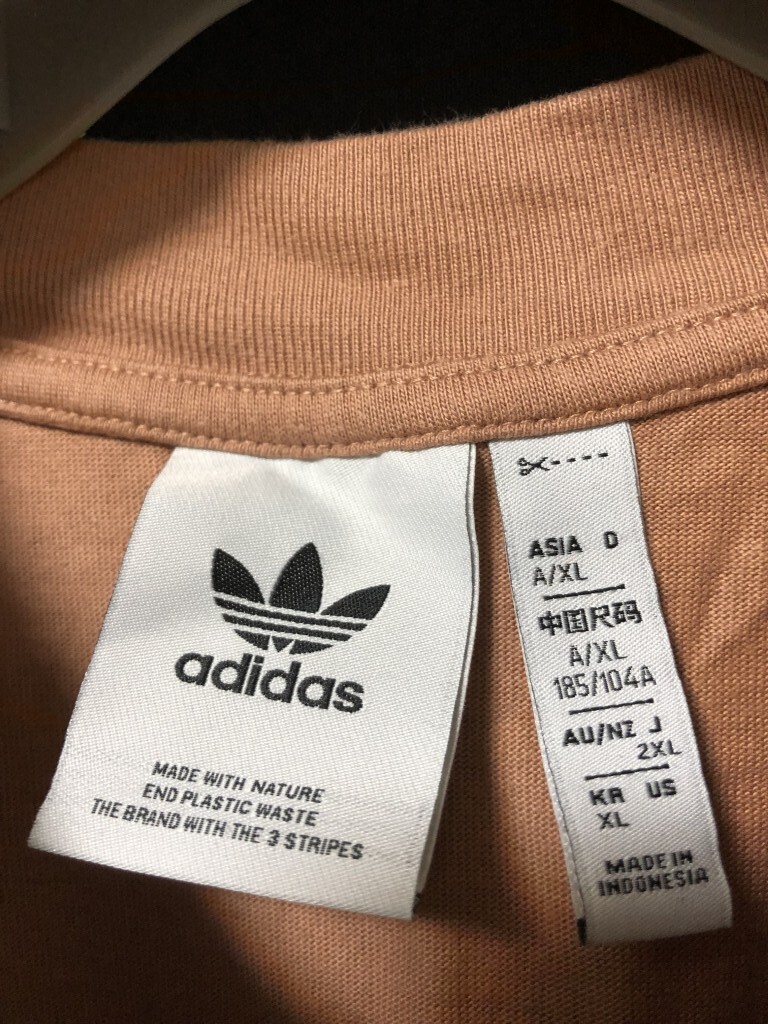 adidas
MADE WITH NATURE
END PLASTIC WASTE
THE BRAND WITH THE 3 STRIPES
ASIA D
A/XL
中国尺码
A/XL
185/104A
AU/NZ J
2XL
KR US
XL
MADE IN
INDONESIA